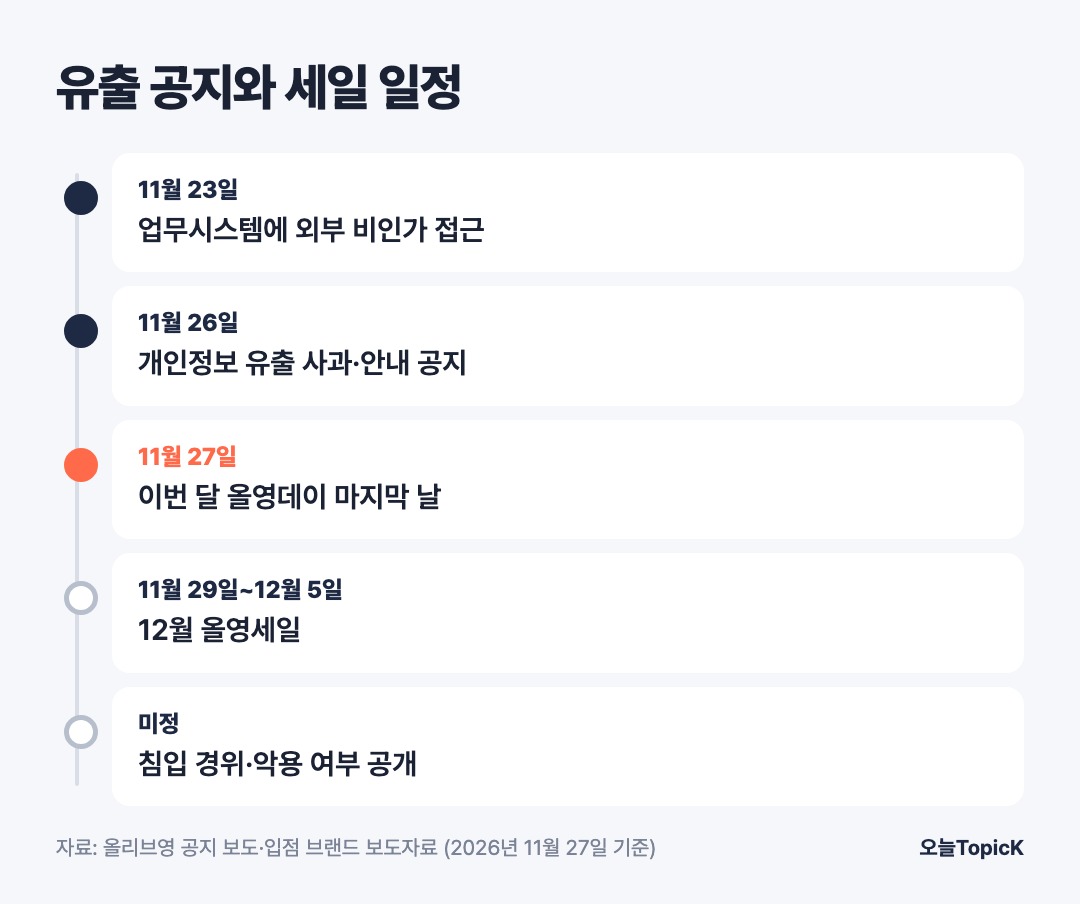 유출 공지와 세일 일정
11월 23일
업무시스템에 외부 비인가 접근
11월 26일
개인정보 유출 사과·안내 공지
11월 27일
이번 달 올영데이 마지막 날
11월 29일~12월 5일
12월 올영세일
미정
침입 경위·악용 여부 공개
자료: 올리브영 공지 보도·입점 브랜드 보도자료 (2026년 11월 27일 기준)
오늘TopicK